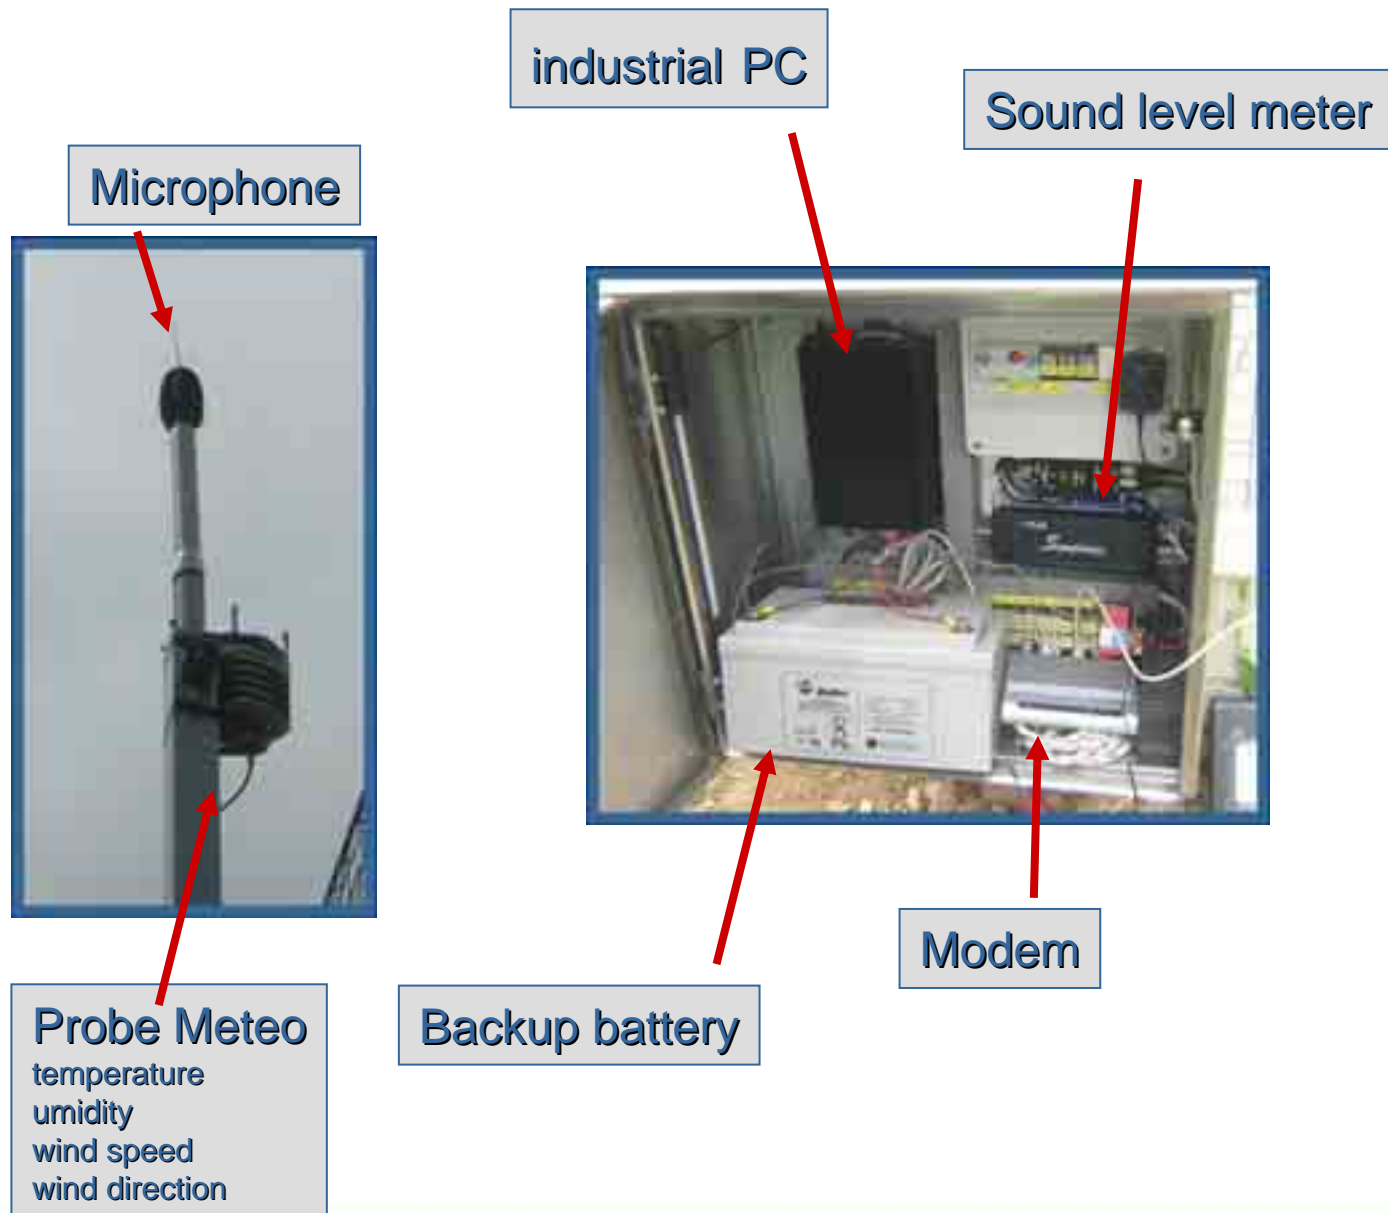 industrial PC
Sound level meter
Microphone
Modem
Backup battery
Probe Meteo
temperature
umidity
wind speed
wind direction